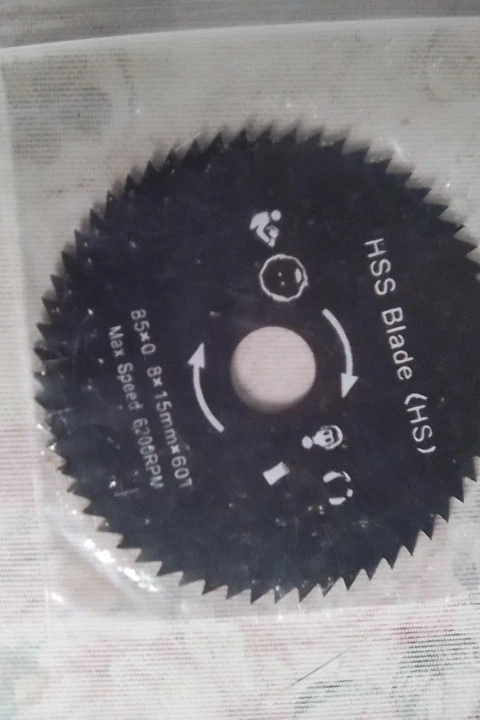 HSS Blade (HS)
85×0 8×15mm×60T
Max Speed 6200RPM